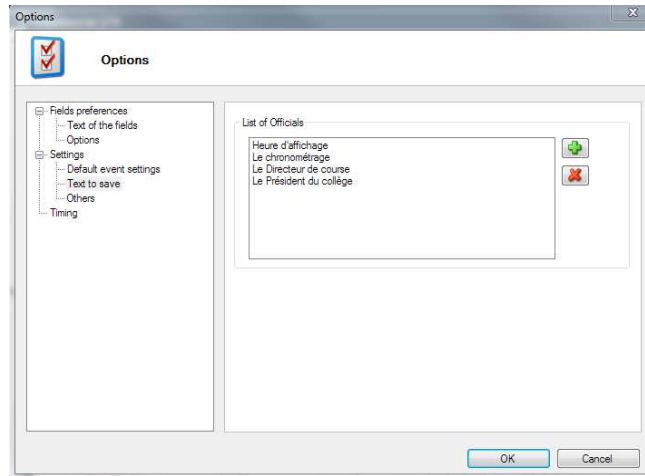 Options
Options
Fields preferences
Text of the fields
Options
Settings
Default event settings
Text to save
Others
Timing
List of Officials
Heure d'affichage
Le chronométrage
Le Directeur de course
Le Président du collège
OK
Cancel